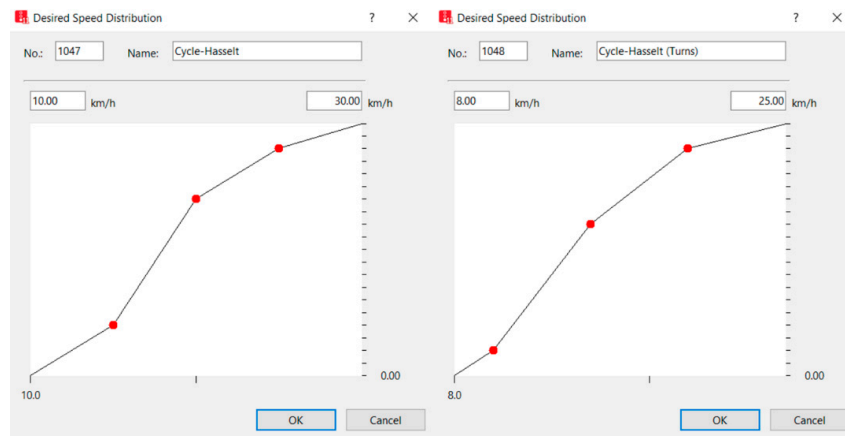 Desired Speed Distribution ? ×
No.: 1047 Name: Cycle-Hasselt
10.00 km/h 30.00 km/h
0.00
10.0
OK Cancel
Desired Speed Distribution ? ×
No.: 1048 Name: Cycle-Hasselt (Turns)
8.00 km/h 25.00 km/h
0.00
8.0
OK Cancel